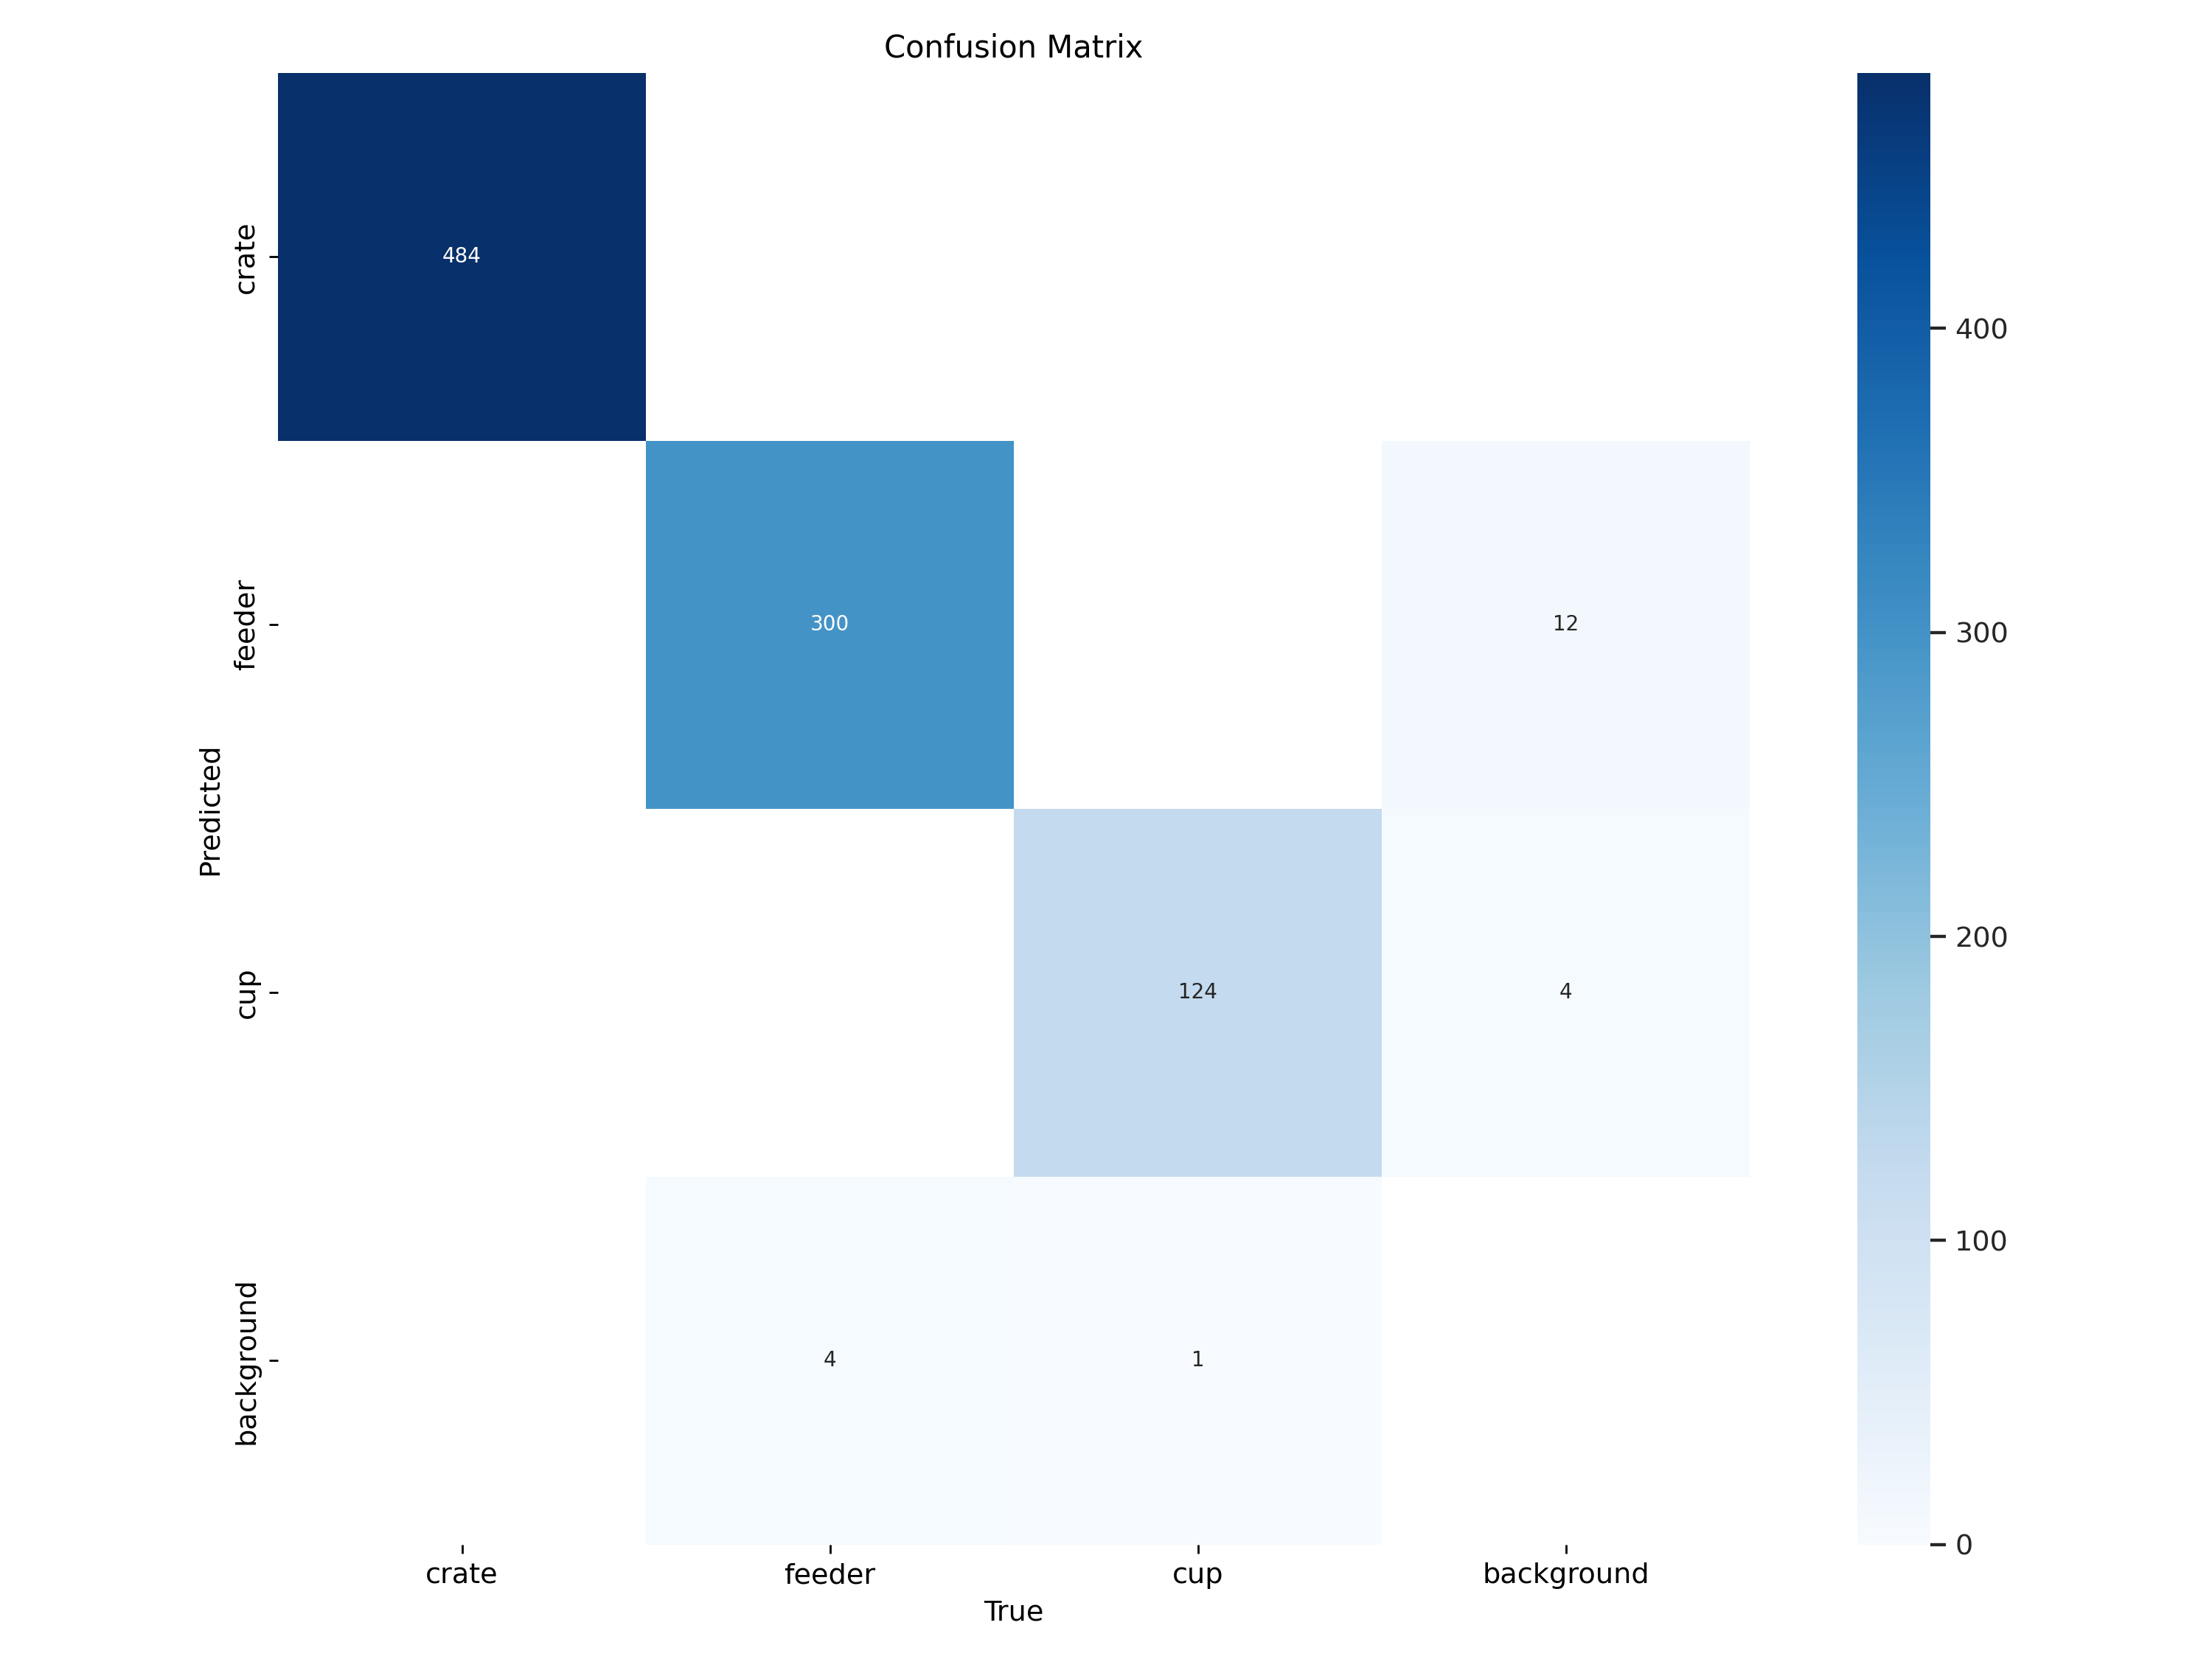 Confusion Matrix
crate
484
400
feeder
300
12
300
Predicted
cup
124
4
200
100
background
4
1
0
crate feeder cup background
True